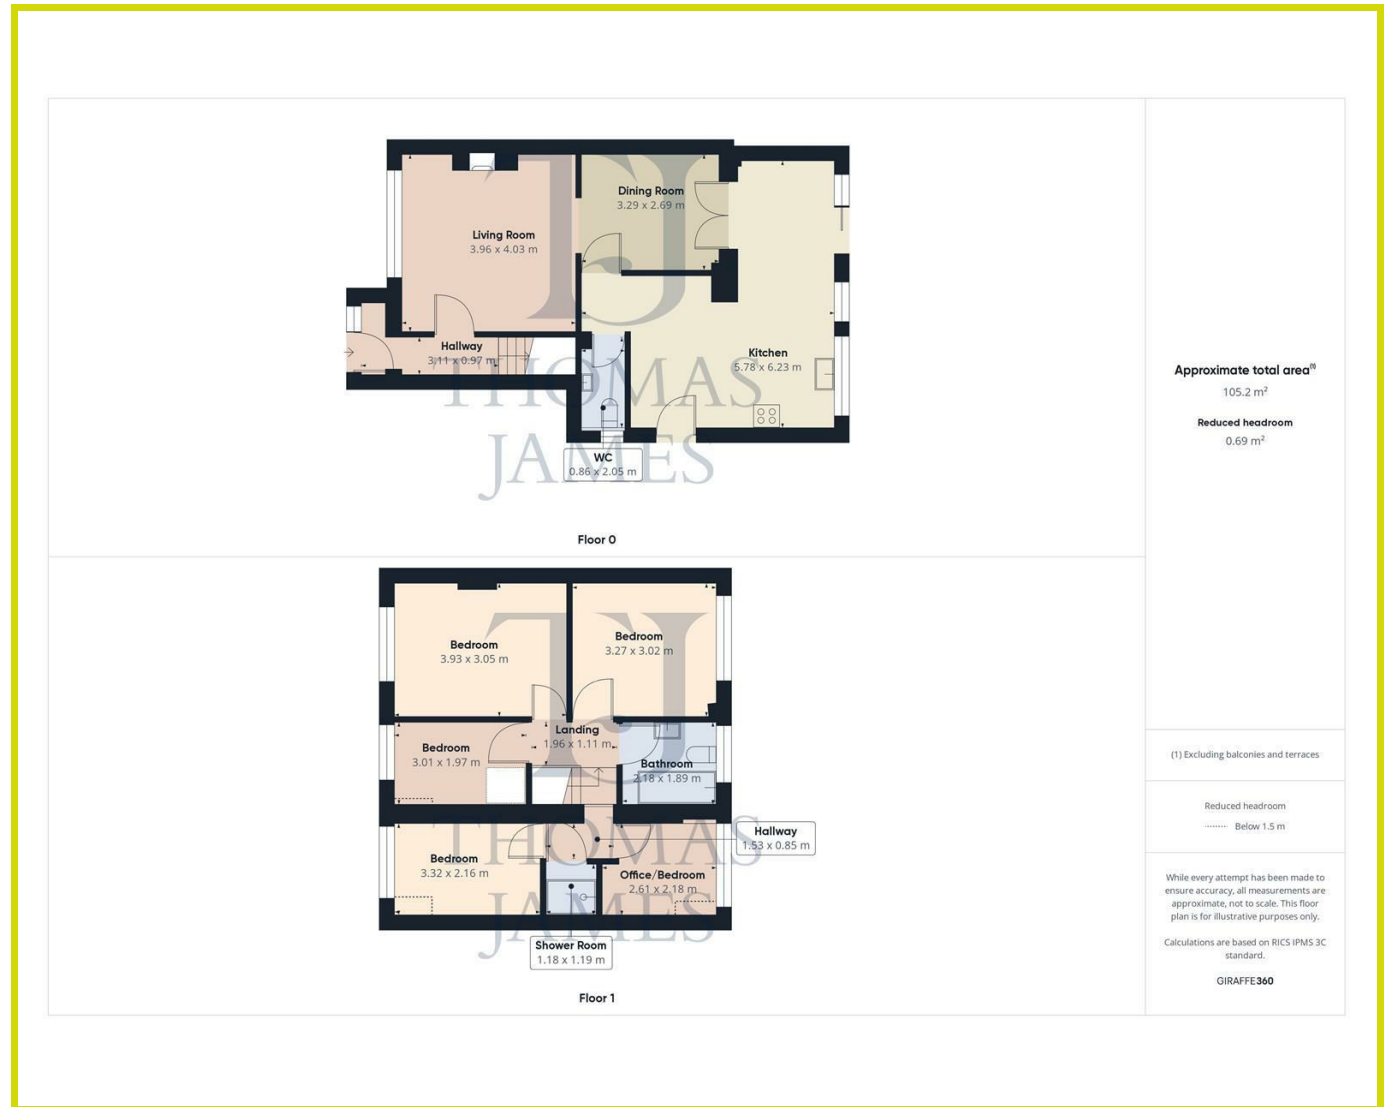 Dining Room
3.29 x 2.69 m
Living Room
3.96 x 4.03 m
Hallway
3.11 x 0.97 m
Kitchen
5.78 x 6.23 m
WC
0.86 x 2.05 m
TJ
THOMAS
JAMES
Floor 0
Bedroom
3.93 x 3.05 m
Bedroom
3.27 x 3.02 m
Landing
1.96 x 1.11 m
Bedroom
3.01 x 1.97 m
Bathroom
2.18 x 1.89 m
Hallway
1.53 x 0.85 m
Bedroom
3.32 x 2.16 m
Office/Bedroom
2.61 x 2.18 m
Shower Room
1.18 x 1.19 m
TJ
THOMAS
JAMES
Floor 1
Approximate total area(1)
105.2 m²
Reduced headroom
0.69 m²
(1) Excluding balconies and terraces
Reduced headroom
Below 1.5 m
While every attempt has been made to
ensure accuracy, all measurements are
approximate, not to scale. This floor
plan is for illustrative purposes only.
Calculations are based on RICS IPMS 3C
standard.
GIRAFFE360